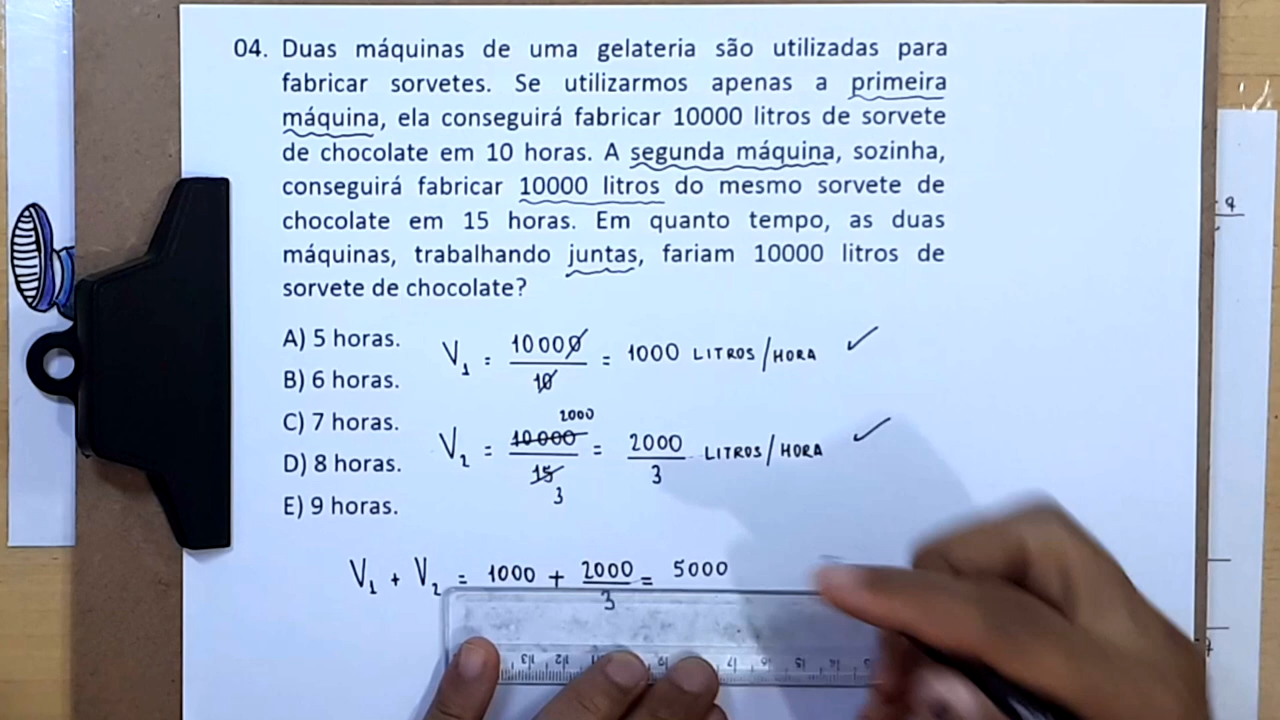 04. Duas máquinas de uma gelateria são utilizadas para
fabricar sorvetes. Se utilizarmos apenas a primeira
máquina, ela conseguirá fabricar 10000 litros de sorvete
de chocolate em 10 horas. A segunda máquina, sozinha,
conseguirá fabricar 10000 litros do mesmo sorvete de
chocolate em 15 horas. Em quanto tempo, as duas
máquinas, trabalhando juntas, fariam 10000 litros de
sorvete de chocolate?
A) 5 horas.
B) 6 horas.
C) 7 horas.
D) 8 horas.
E) 9 horas.
V₁ = 10000/10 = 1000 LITROS/HORA ✓
2000
V₂ = 10000/15 = 2000/3 LITROS/HORA ✓
3
V₁ + V₂ = 1000 + 2000/3 = 5000